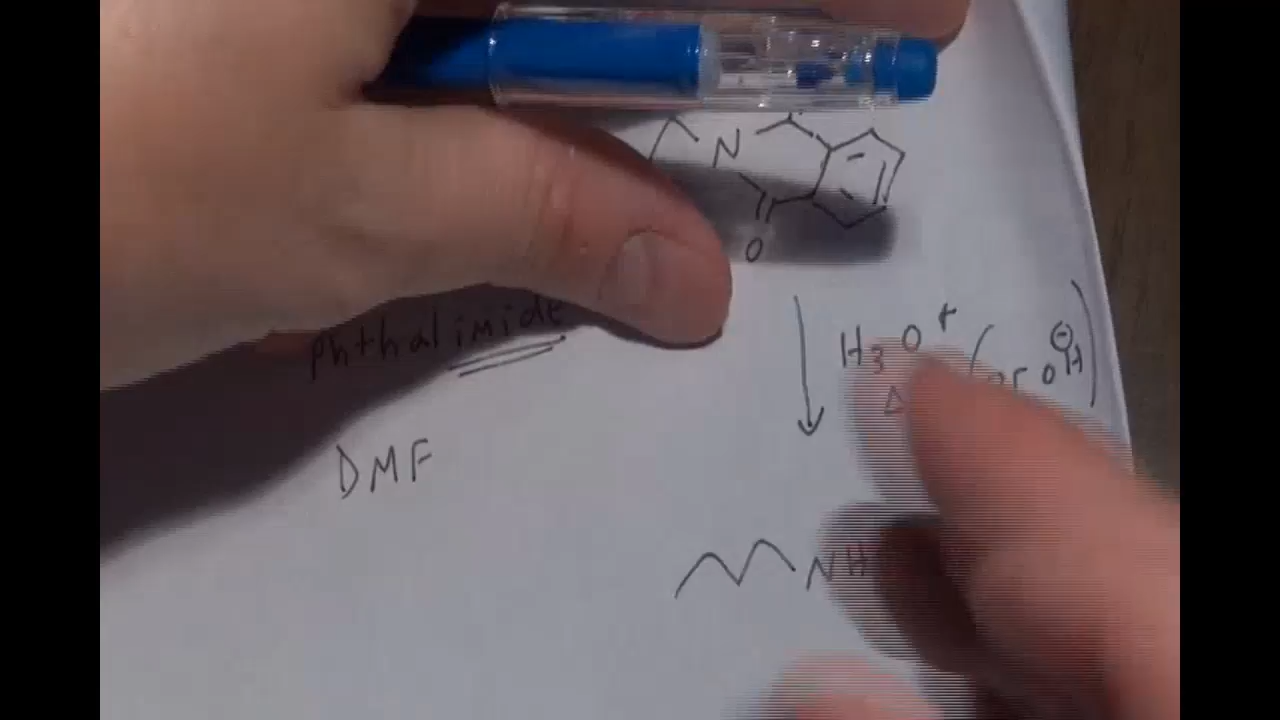 N
O
phthalimide
H3O+ (or OH⊖)
Δ
DMF
NH